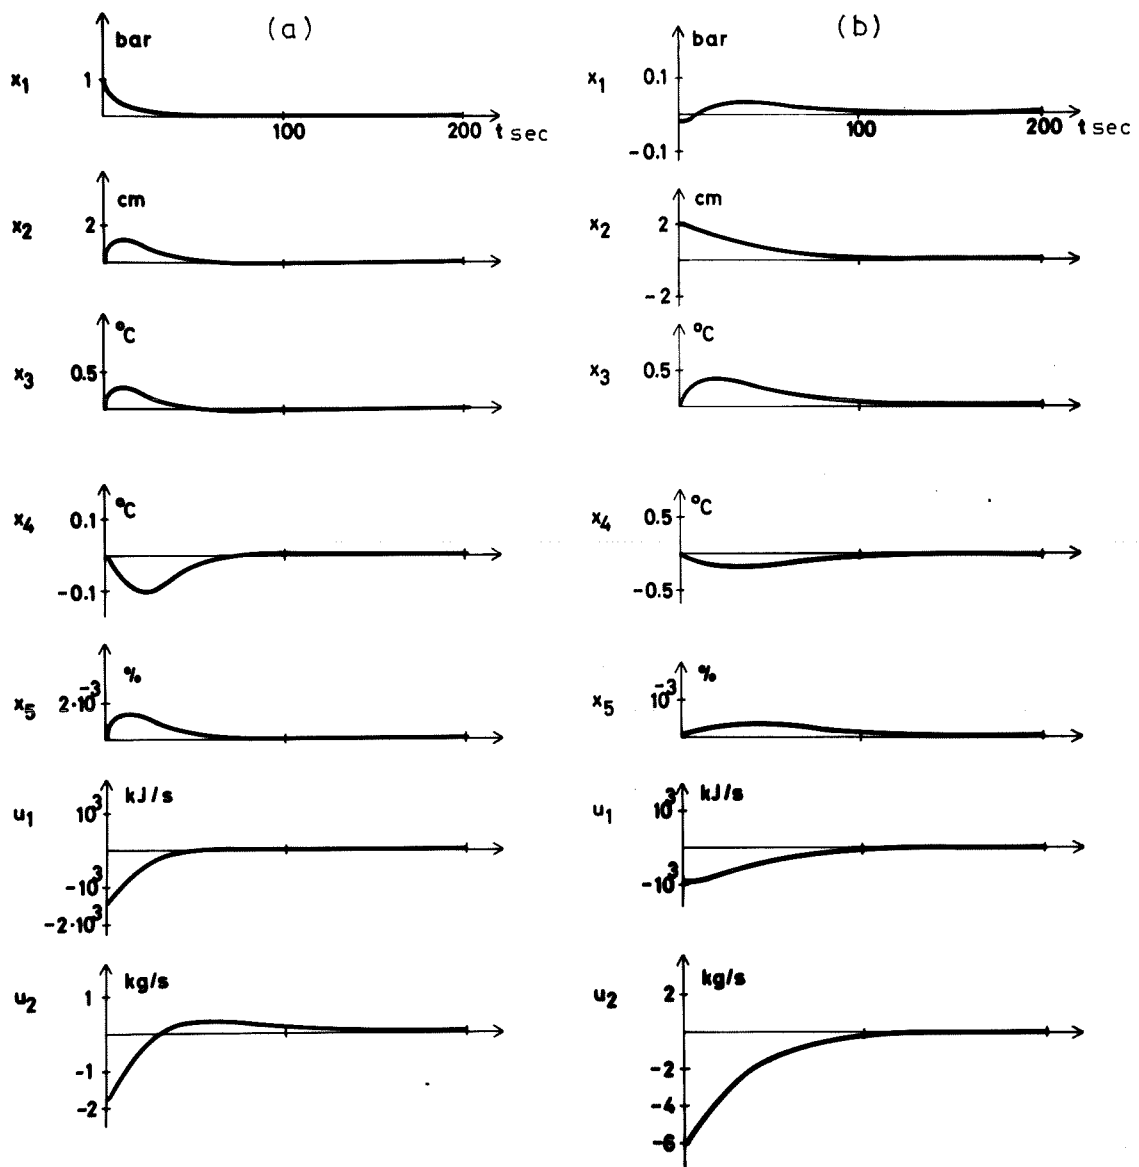 (a)
bar
x1
1
100
200
t sec
cm
x2
2
°C
x3
0.5
°C
x4
0.1
-0.1
%
x5
2·10⁻³
kJ/s
u1
10³
-10³
-2·10³
kg/s
u2
1
-1
-2
(b)
bar
x1
0.1
-0.1
100
200
t sec
cm
x2
2
-2
°C
x3
0.5
°C
x4
0.5
-0.5
%
x5
10⁻³
kJ/s
u1
10³
-10³
kg/s
u2
2
-2
-4
-6